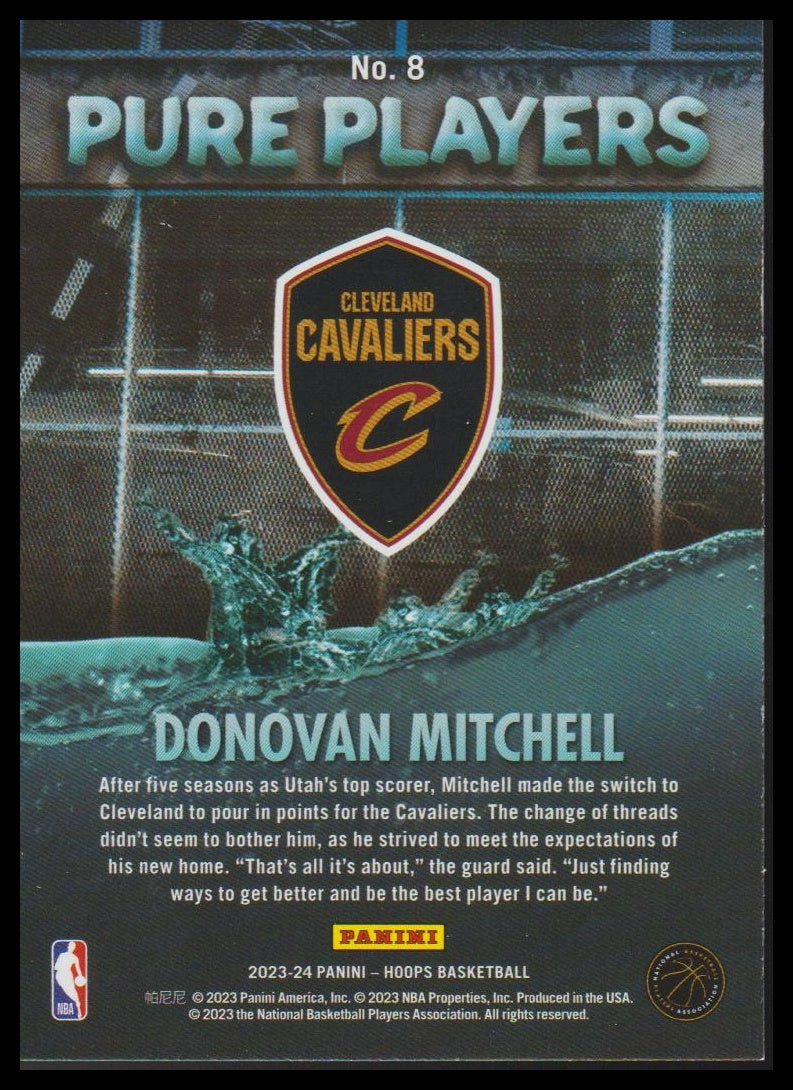 No. 8
PURE PLAYERS
CLEVELAND
CAVALIERS
C
DONOVAN MITCHELL
After five seasons as Utah's top scorer, Mitchell made the switch to
Cleveland to pour in points for the Cavaliers. The change of threads
didn't seem to bother him, as he strived to meet the expectations of
his new home. “That's all it's about,” the guard said. “Just finding
ways to get better and be the best player I can be.”
PANINI
2023-24 PANINI – HOOPS BASKETBALL
帕尼尼 © 2023 Panini America, Inc. © 2023 NBA Properties, Inc. Produced in the USA.
© 2023 the National Basketball Players Association. All rights reserved.
NBA
NATIONAL BASKETBALL PLAYERS ASSOCIATION